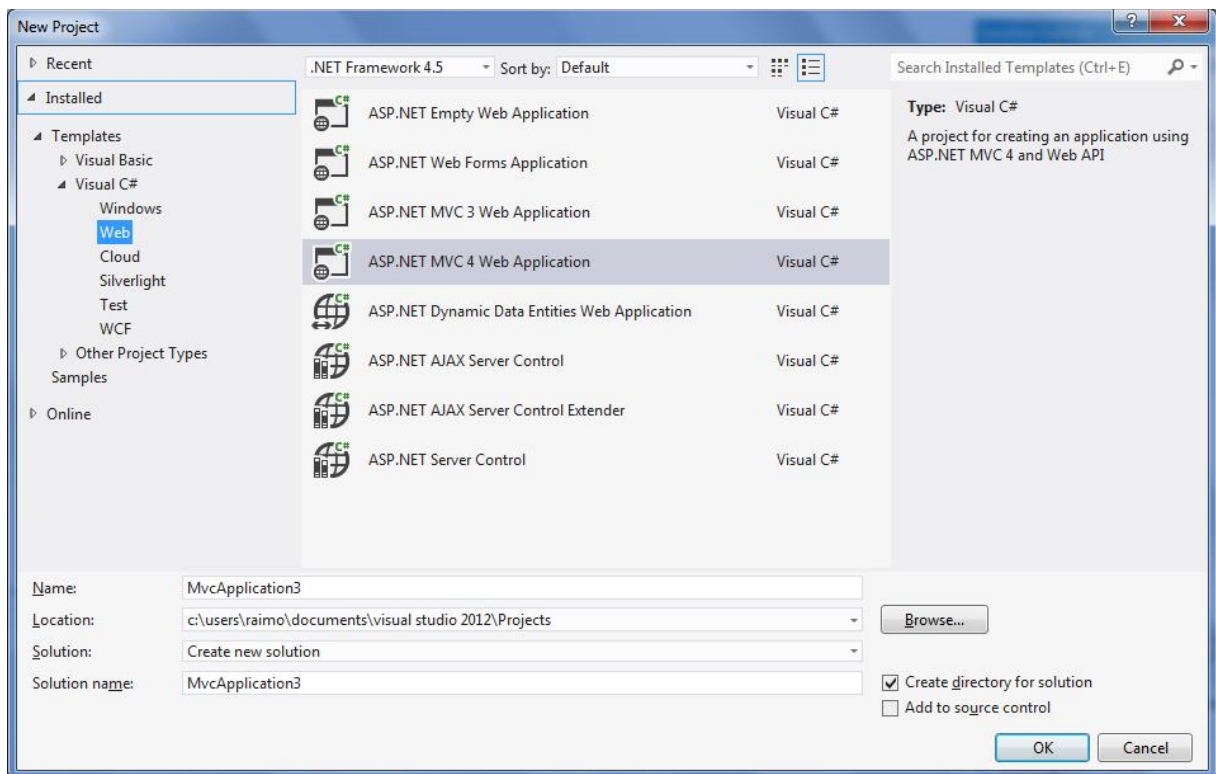 New Project
Recent
Installed
Templates
Visual Basic
Visual C#
Windows
Web
Cloud
Silverlight
Test
WCF
Other Project Types
Samples
Online
.NET Framework 4.5 Sort by: Default
ASP.NET Empty Web Application Visual C#
ASP.NET Web Forms Application Visual C#
ASP.NET MVC 3 Web Application Visual C#
ASP.NET MVC 4 Web Application Visual C#
ASP.NET Dynamic Data Entities Web Application Visual C#
ASP.NET AJAX Server Control Visual C#
ASP.NET AJAX Server Control Extender Visual C#
ASP.NET Server Control Visual C#
Search Installed Templates (Ctrl+E)
Type: Visual C#
A project for creating an application using
ASP.NET MVC 4 and Web API
Name: MvcApplication3
Location: c:\users\raimo\documents\visual studio 2012\Projects
Browse...
Solution: Create new solution
Solution name: MvcApplication3
Create directory for solution
Add to source control
OK Cancel